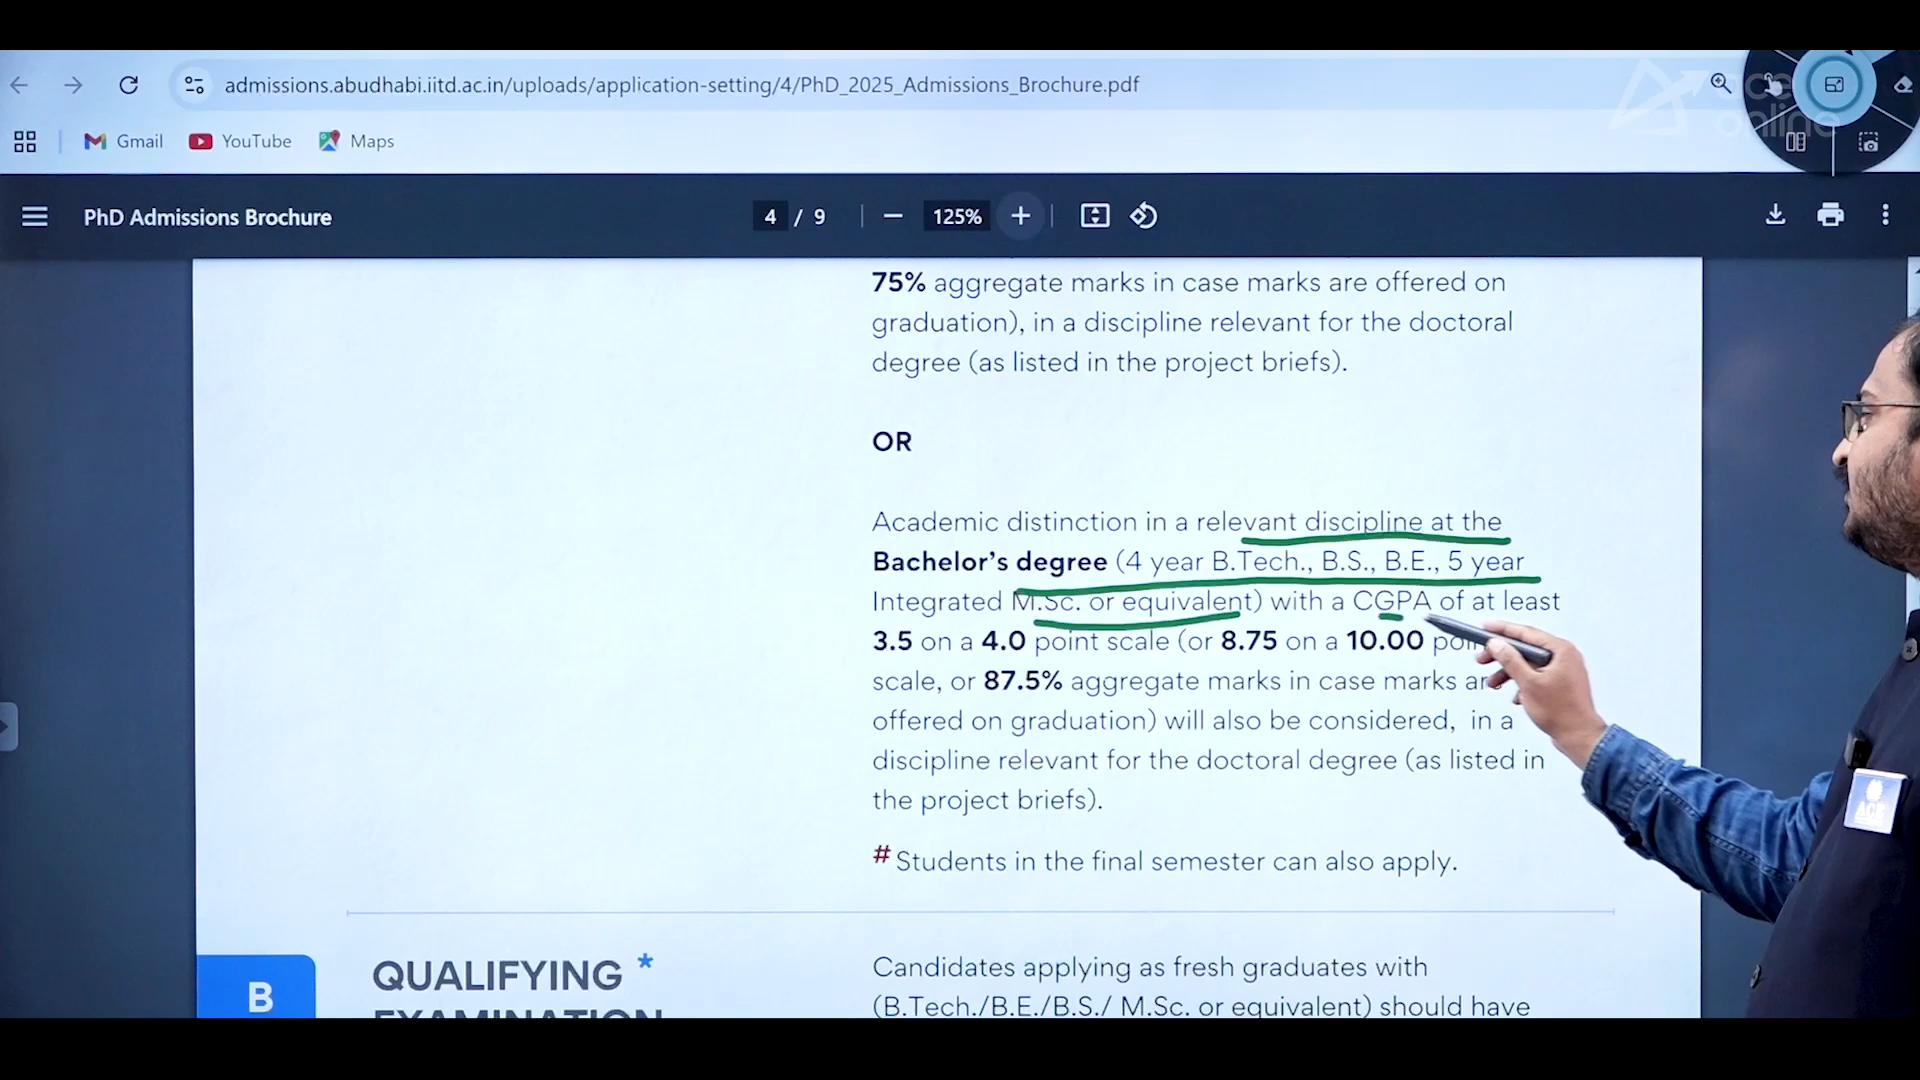 admissions.abudhabi.iitd.ac.in/uploads/application-setting/4/PhD_2025_Admissions_Brochure.pdf
ace online
Gmail YouTube Maps
PhD Admissions Brochure 4 / 9 125%
75% aggregate marks in case marks are offered on
graduation), in a discipline relevant for the doctoral
degree (as listed in the project briefs).
OR
Academic distinction in a relevant discipline at the
Bachelor's degree (4 year B.Tech., B.S., B.E., 5 year
Integrated M.Sc. or equivalent) with a CGPA of at least
3.5 on a 4.0 point scale (or 8.75 on a 10.00
scale, or 87.5% aggregate marks in case marks are
offered on graduation) will also be considered, in a
discipline relevant for the doctoral degree (as listed in
the project briefs).
# Students in the final semester can also apply.
B QUALIFYING *
EXAMINATION
Candidates applying as fresh graduates with
(B.Tech./B.E./B.S./ M.Sc. or equivalent) should have
ACE